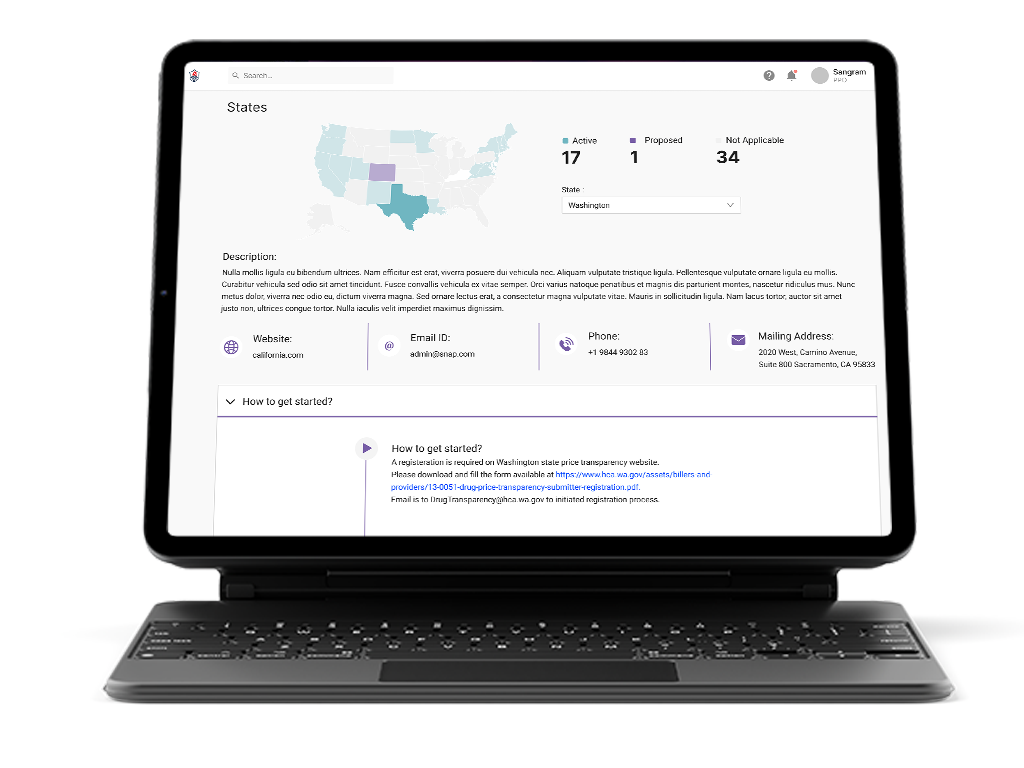 Search...
Sangram
PPO
States
Active
Proposed
Not Applicable
17
1
34
State :
Washington
Description:
Nulla mollis ligula eu bibendum ultrices. Nam efficitur est erat, viverra posuere dui vehicula nec. Aliquam vulputate tristique ligula. Pellentesque vulputate ornare ligula eu mollis.
Curabitur vehicula sed odio sit amet tincidunt. Fusce convallis vehicula ex vitae semper. Orci varius natoque penatibus et magnis dis parturient montes, nascetur ridiculus mus. Nunc
metus dolor, viverra nec odio eu, dictum viverra magna. Sed ornare lectus erat, a consectetur magna vulputate vitae. Mauris in sollicitudin ligula. Nam lacus tortor, auctor sit amet
justo non, ultrices congue tortor. Nulla iaculis velit imperdiet maximus dignissim.
Website:
california.com
Email ID:
admin@snap.com
Phone:
+1 9844 9302 83
Mailing Address:
2020 West, Camino Avenue,
Suite 800 Sacramento, CA 95833
How to get started?
How to get started?
A registeration is required on Washington state price transparency website.
Please download and fill the form available at https://www.hca.wa.gov/assets/billers-and
providers/13-0051-drug-price-transparency-submitter-registration.pdf.
Email is to DrugTransparency@hca.wa.gov to initiated registration process.